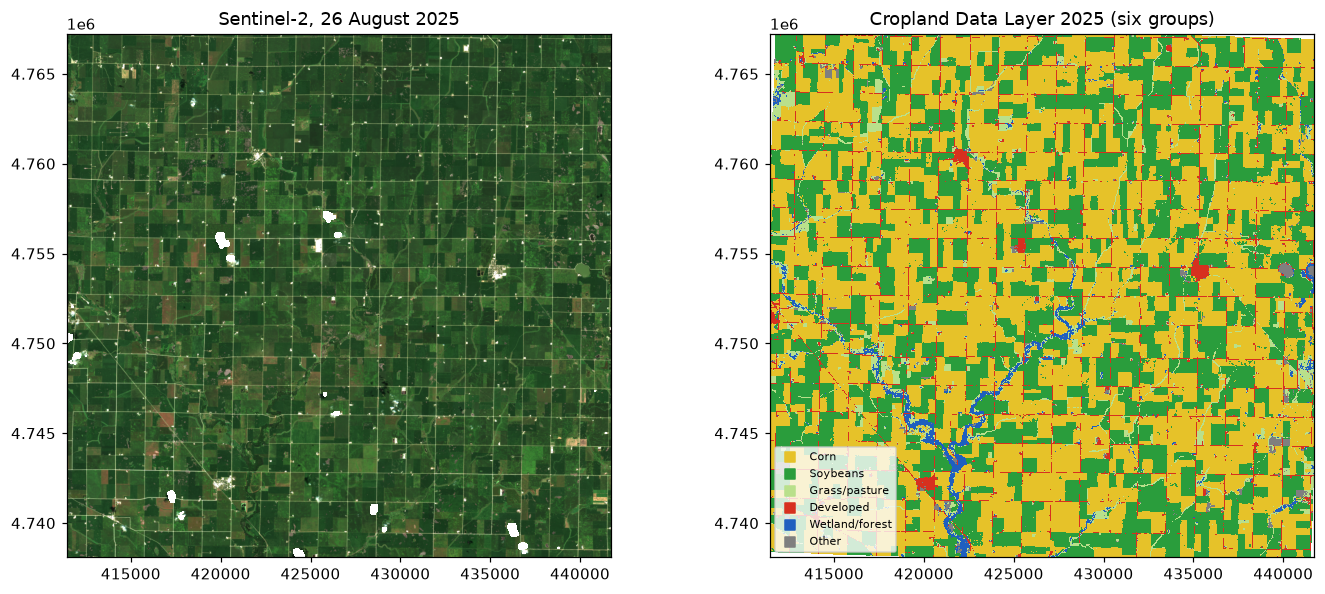 Sentinel-2, 26 August 2025
Cropland Data Layer 2025 (six groups)
1e6
1e6
4.765
4.760
4.755
4.750
4.745
4.740
415000 420000 425000 430000 435000 440000
4.765
4.760
4.755
4.750
4.745
4.740
Corn
Soybeans
Grass/pasture
Developed
Wetland/forest
Other
415000 420000 425000 430000 435000 440000